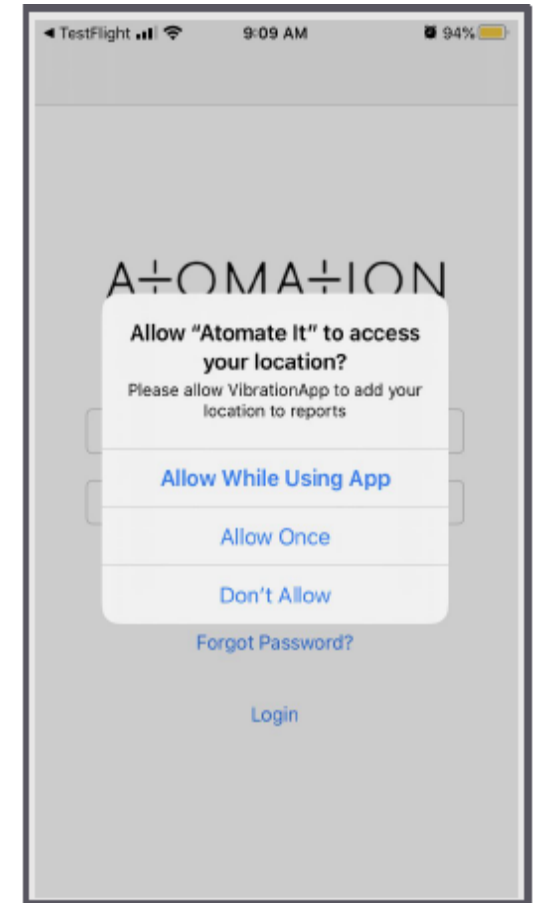 ◀ TestFlight 9:09 AM 94%
A÷OMA÷ION
Allow “Atomate It” to access
your location?
Please allow VibrationApp to add your
location to reports
Allow While Using App
Allow Once
Don’t Allow
Forgot Password?
Login